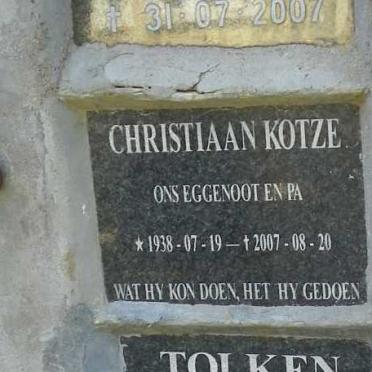 ✝ 31 07 2007
CHRISTIAAN KOTZE
ONS EGGENOOT EN PA
★ 1938 - 07 - 19 — ✝ 2007 - 08 - 20
WAT HY KON DOEN, HET HY GEDOEN
TOLKEN